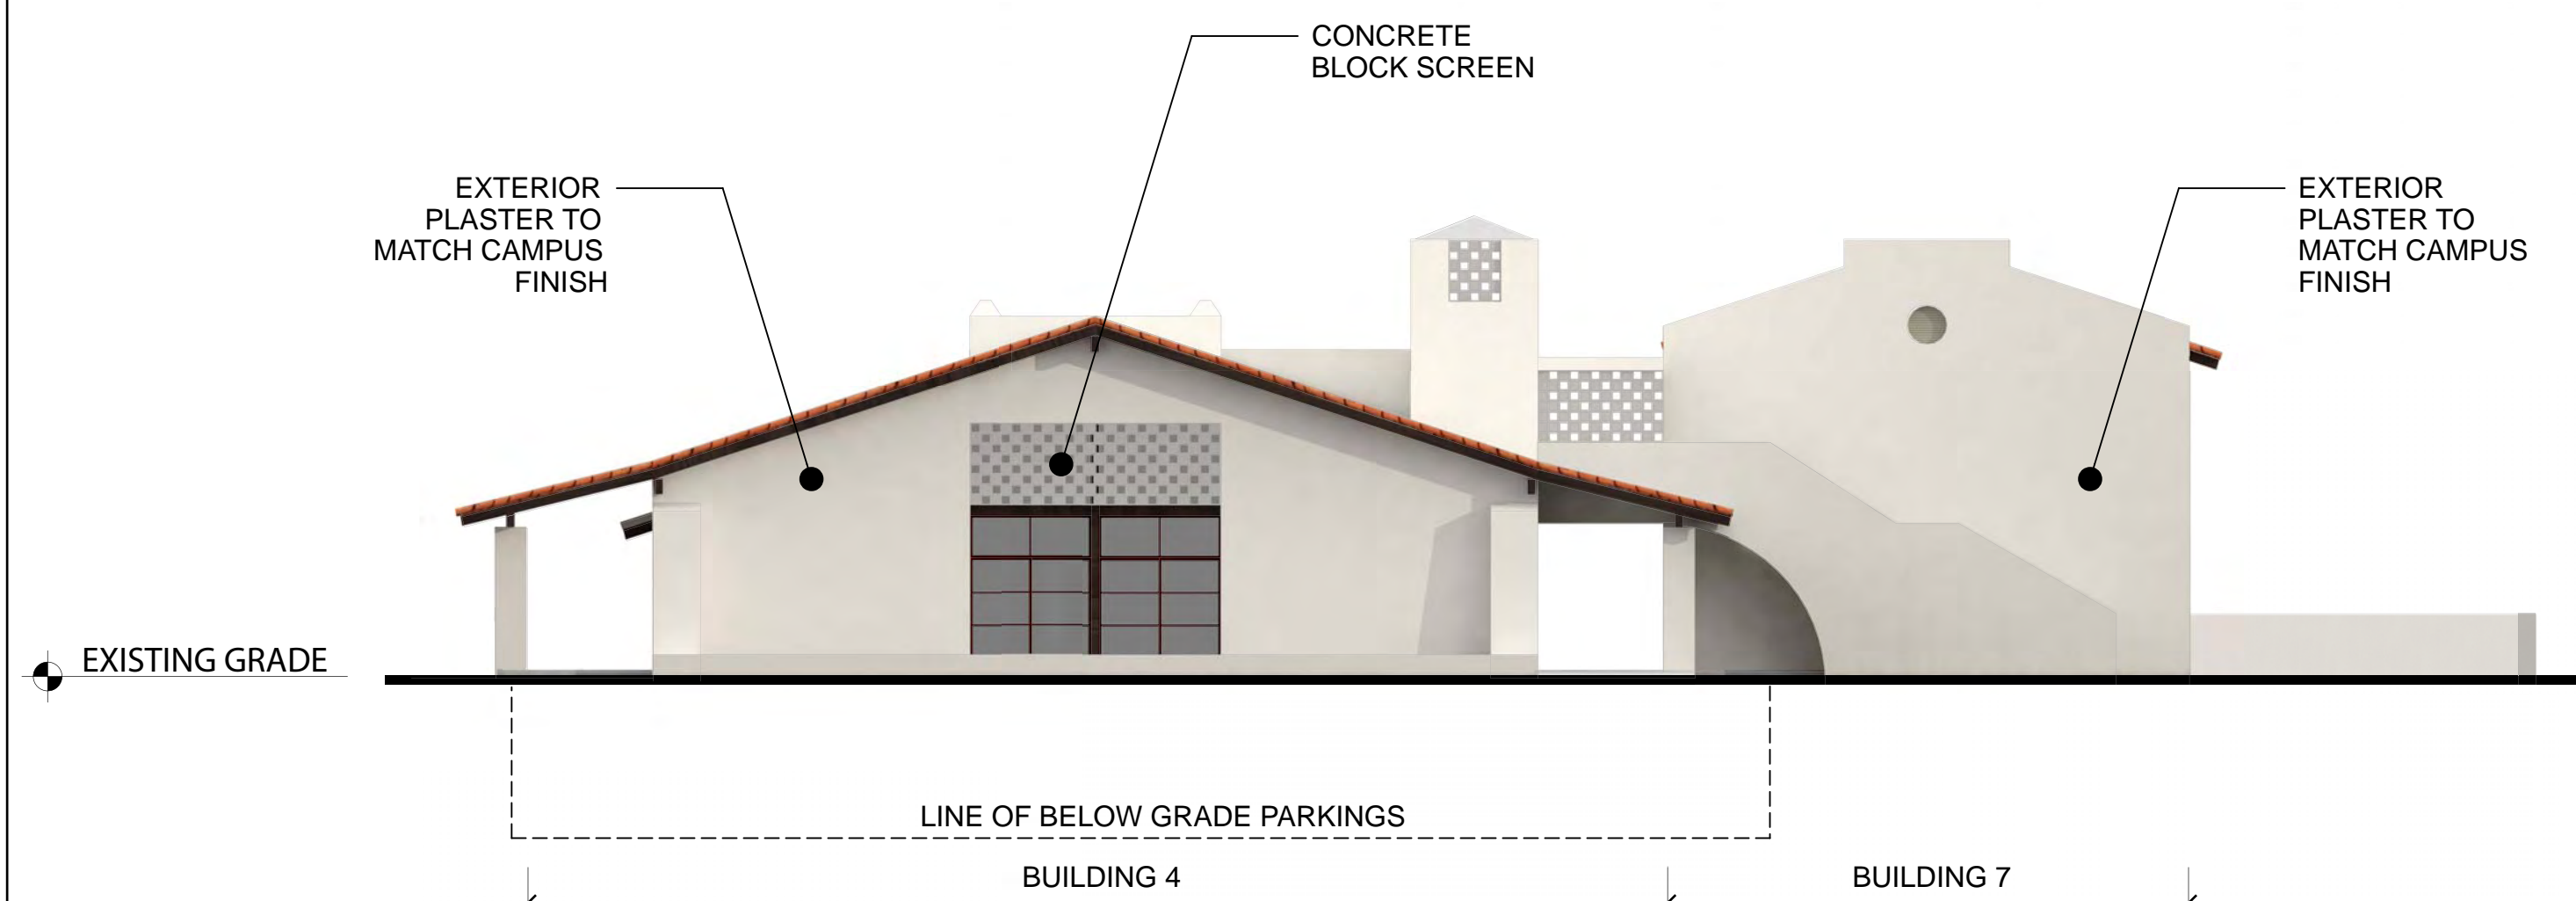 CONCRETE
BLOCK SCREEN
EXTERIOR
PLASTER TO
MATCH CAMPUS
FINISH
EXTERIOR
PLASTER TO
MATCH CAMPUS
FINISH
EXISTING GRADE
LINE OF BELOW GRADE PARKINGS
BUILDING 4
BUILDING 7